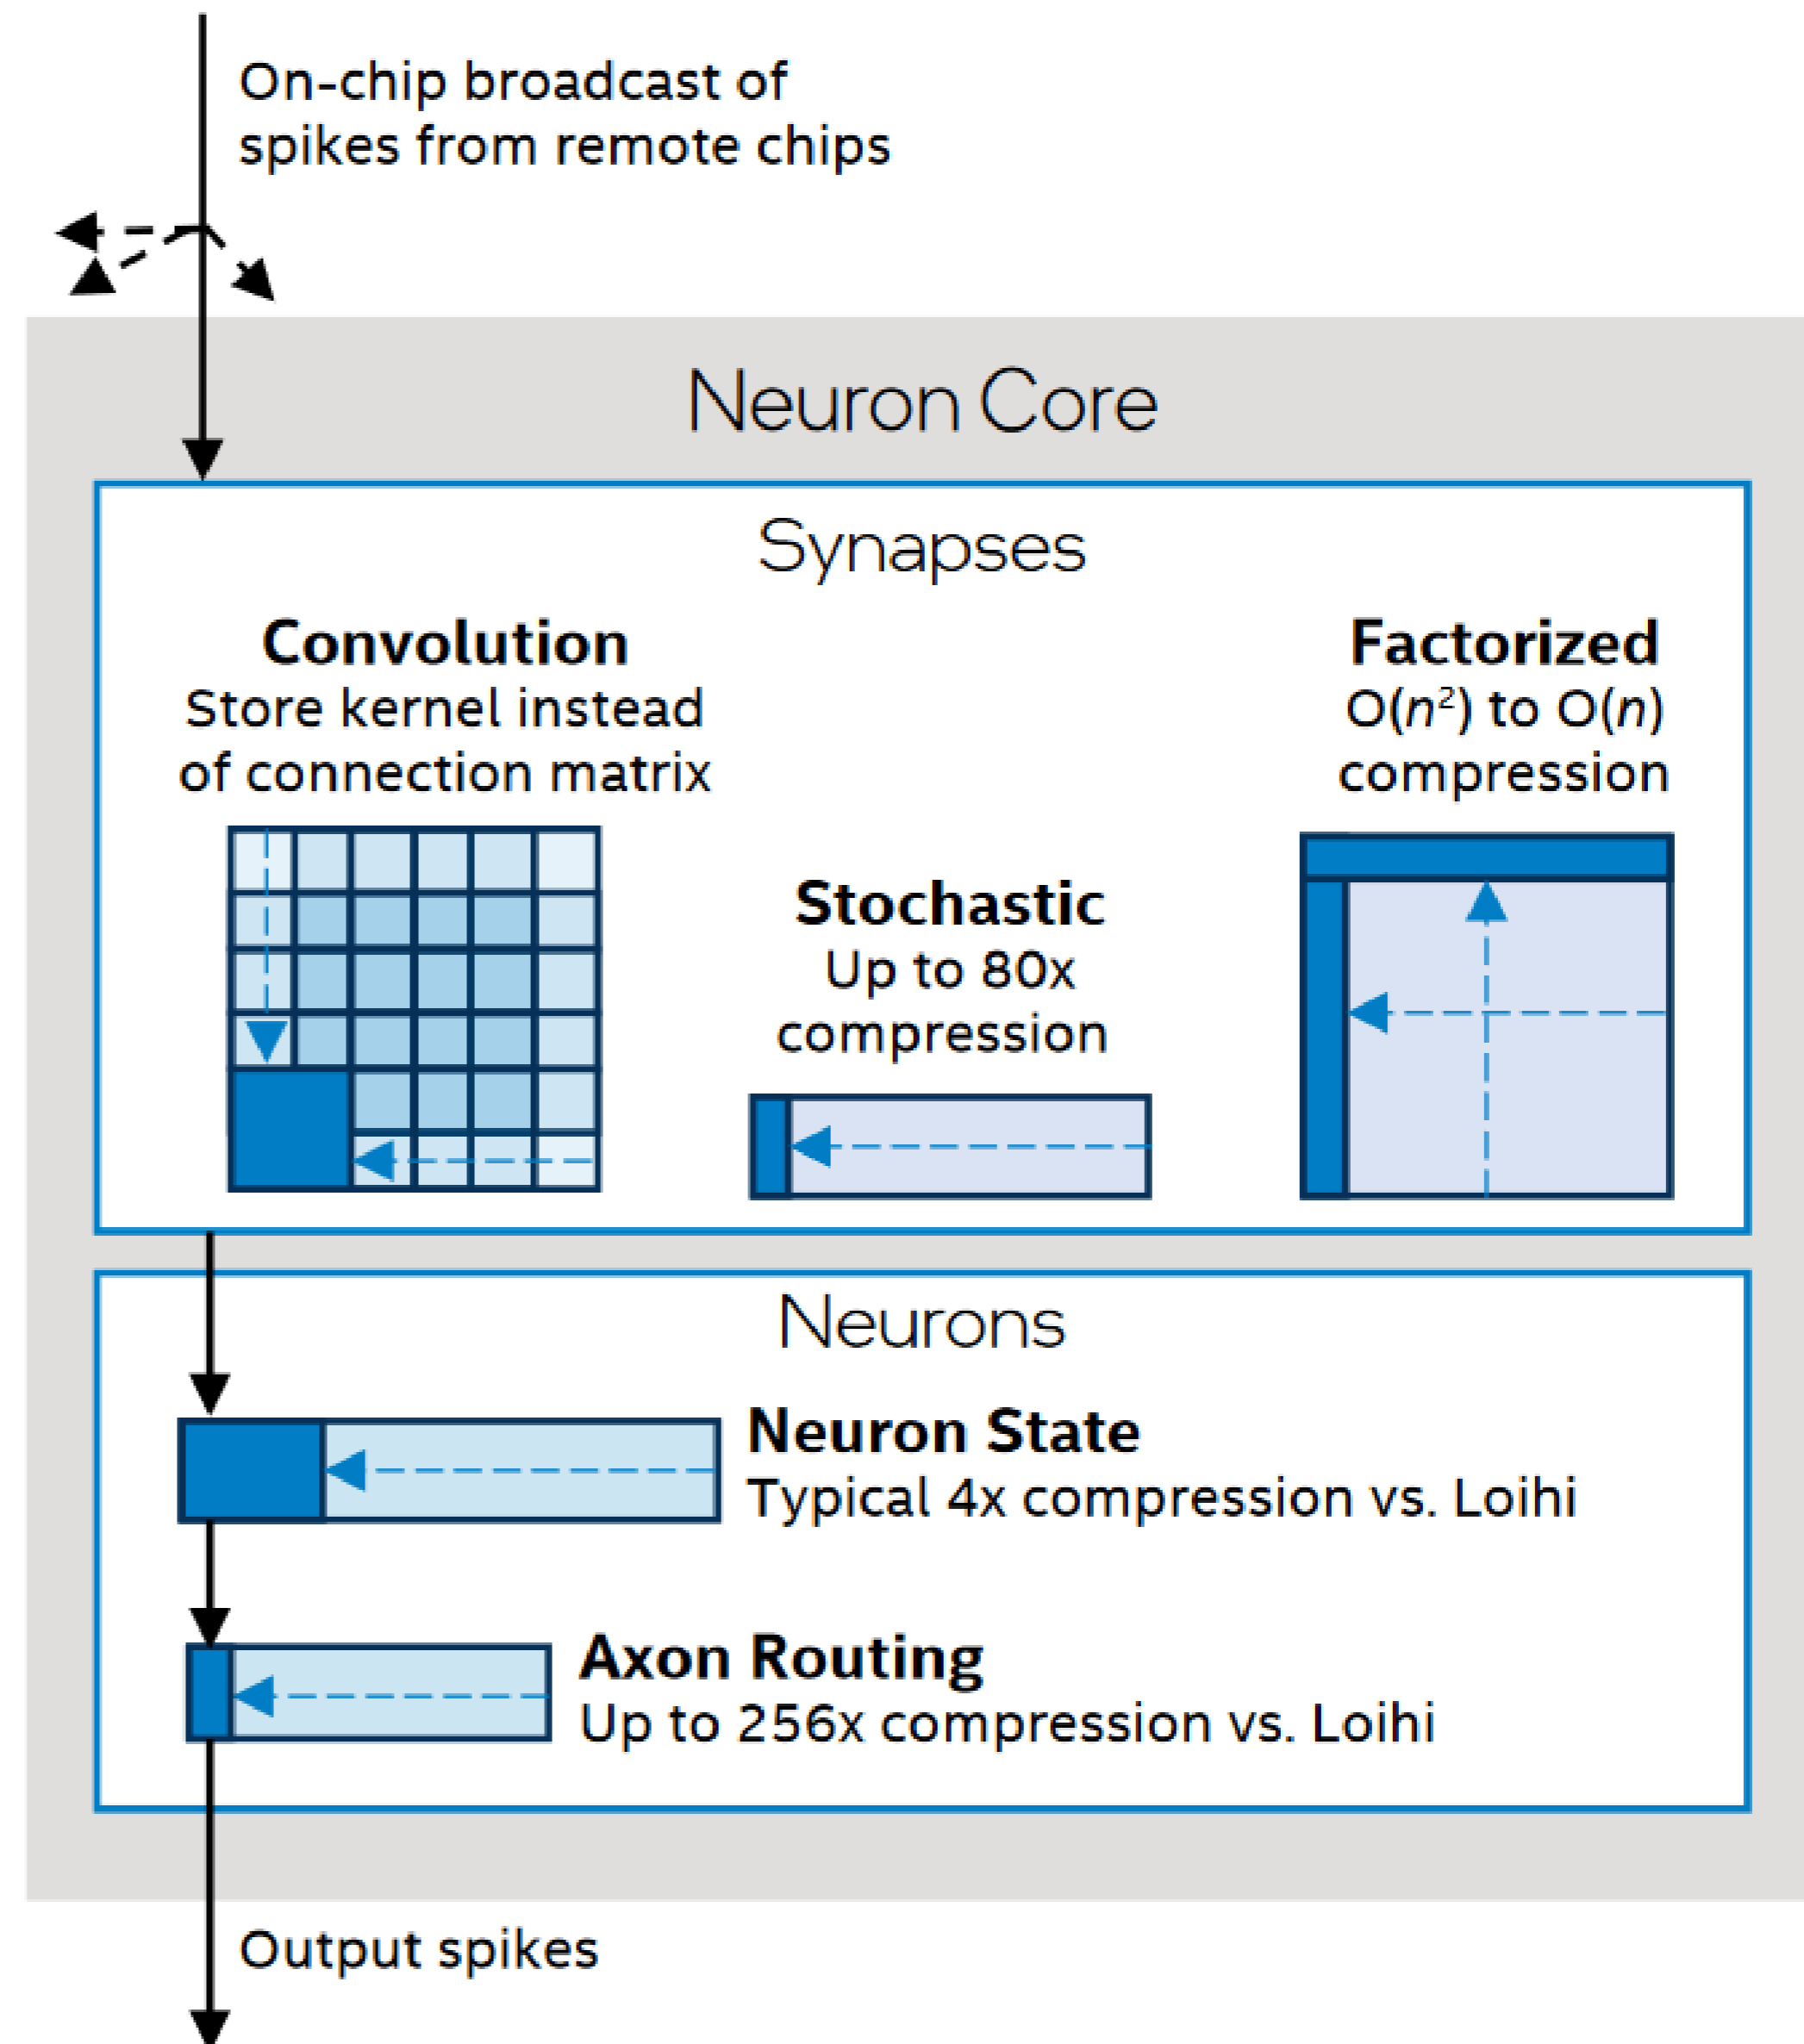 On-chip broadcast of
spikes from remote chips
Neuron Core
Synapses
Convolution
Store kernel instead
of connection matrix
Stochastic
Up to 80x
compression
Factorized
O(n²) to O(n)
compression
Neurons
Neuron State
Typical 4x compression vs. Loihi
Axon Routing
Up to 256x compression vs. Loihi
Output spikes